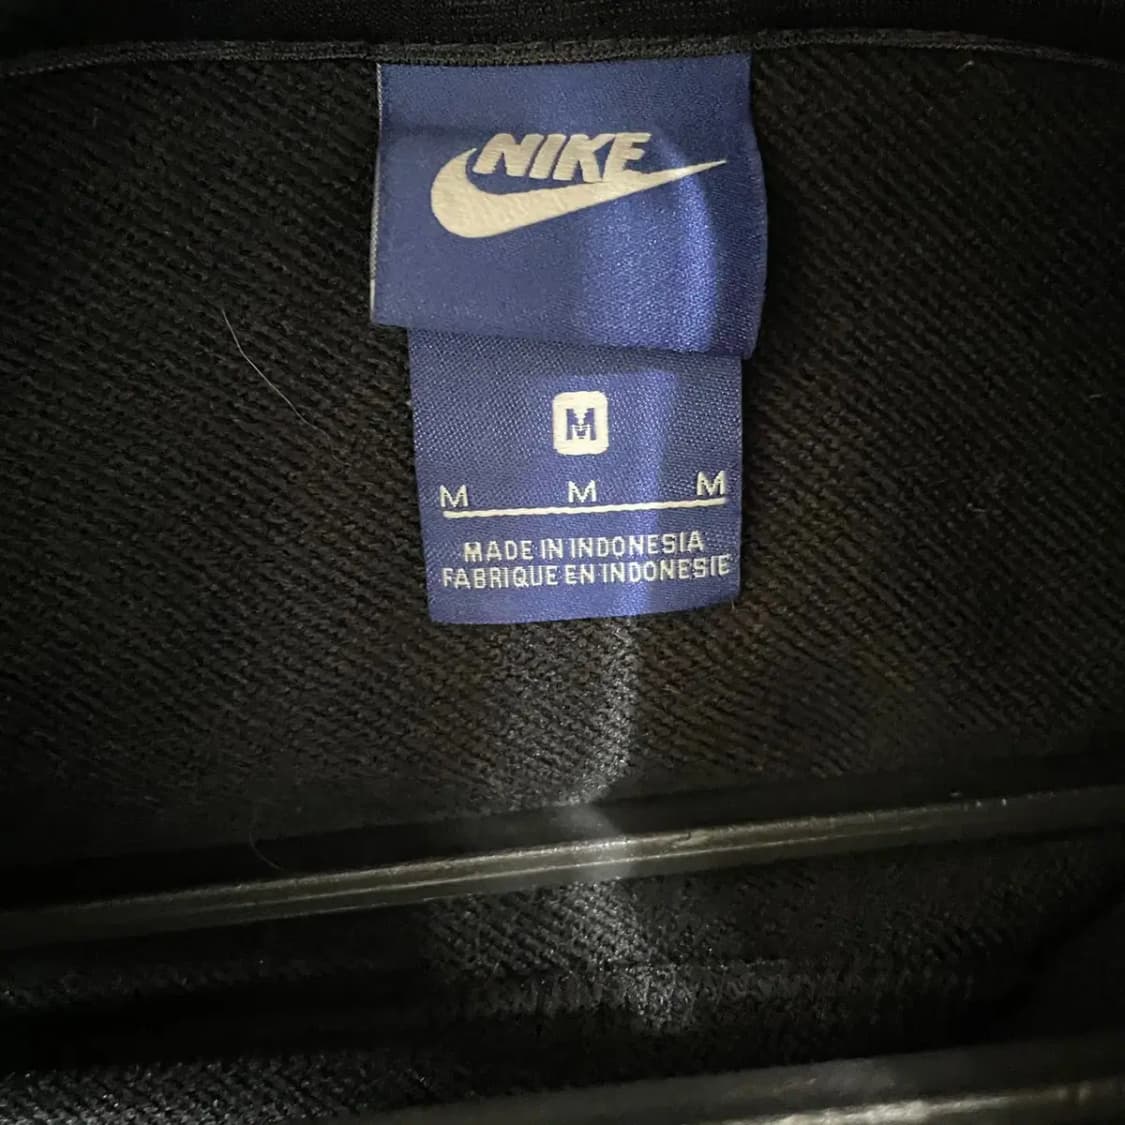 NIKE
M
M M M
MADE IN INDONESIA
FABRIQUE EN INDONESIE